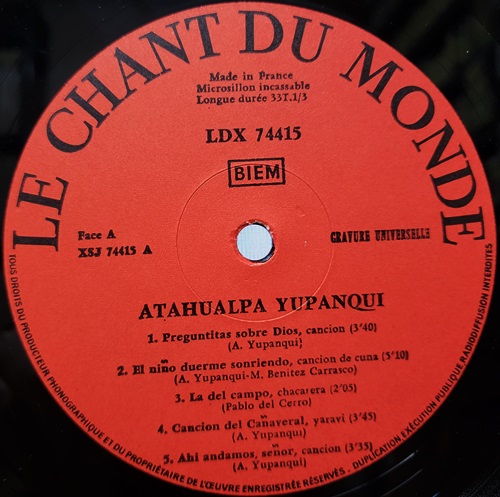 LE CHANT DU MONDE
Made in France
Microsillon incassable
Longue durée 33T.1/3
LDX 74415
BIEM
Face A
XSJ 74415 A
GRAVURE UNIVERSELLE
ATAHUALPA YUPANQUI
1. Preguntitas sobre Dios, cancion (3'40)
(A. Yupanqui)
2. El niño duerme sonriendo, cancion de cuna (5'10)
(A. Yupanqui-M. Benitez Carrasco)
3. La del campo, chacarera (2'05)
(Pablo del Cerro)
4. Cancion del Cañaveral, yaravi (3'45)
(A. Yupanqui)
5. Ahi andamos, señor, cancion (3'35)
(A. Yupanqui)
TOUS DROITS DU PRODUCTEUR PHONOGRAPHIQUE ET DU PROPRIÉTAIRE DE L'ŒUVRE ENREGISTRÉE RÉSERVÉS - DUPLICATION EXÉCUTION PUBLIQUE RADIODIFFUSION INTERDITES